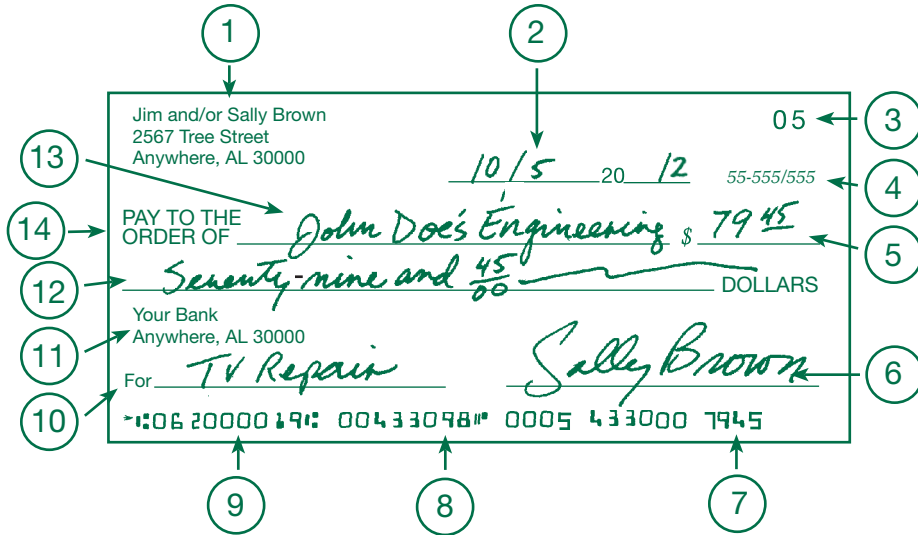 1
2
Jim and/or Sally Brown
05
3
2567 Tree Street
Anywhere, AL 30000
13
10/5 20 12
55-555/555
4
PAY TO THE
14
ORDER OF John Doe's Engineering $ 79 45
5
12
Seventy-nine and 45/00 DOLLARS
Your Bank
11
Anywhere, AL 30000
For TV Repair
Sally Brown
6
10
⑆062000019⑆ 004330981⑈ 0005 433000 7945
9
8
7